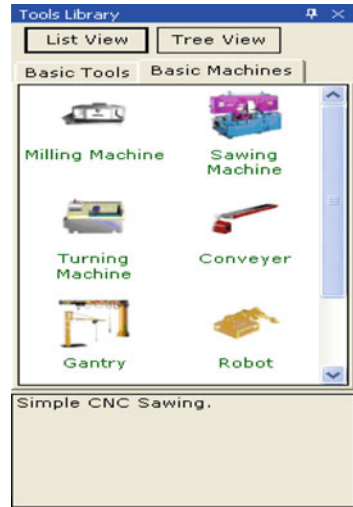 Tools Library
List View Tree View
Basic Tools Basic Machines
Milling Machine Sawing
Machine
Turning Conveyer
Machine
Gantry Robot
Simple CNC Sawing.